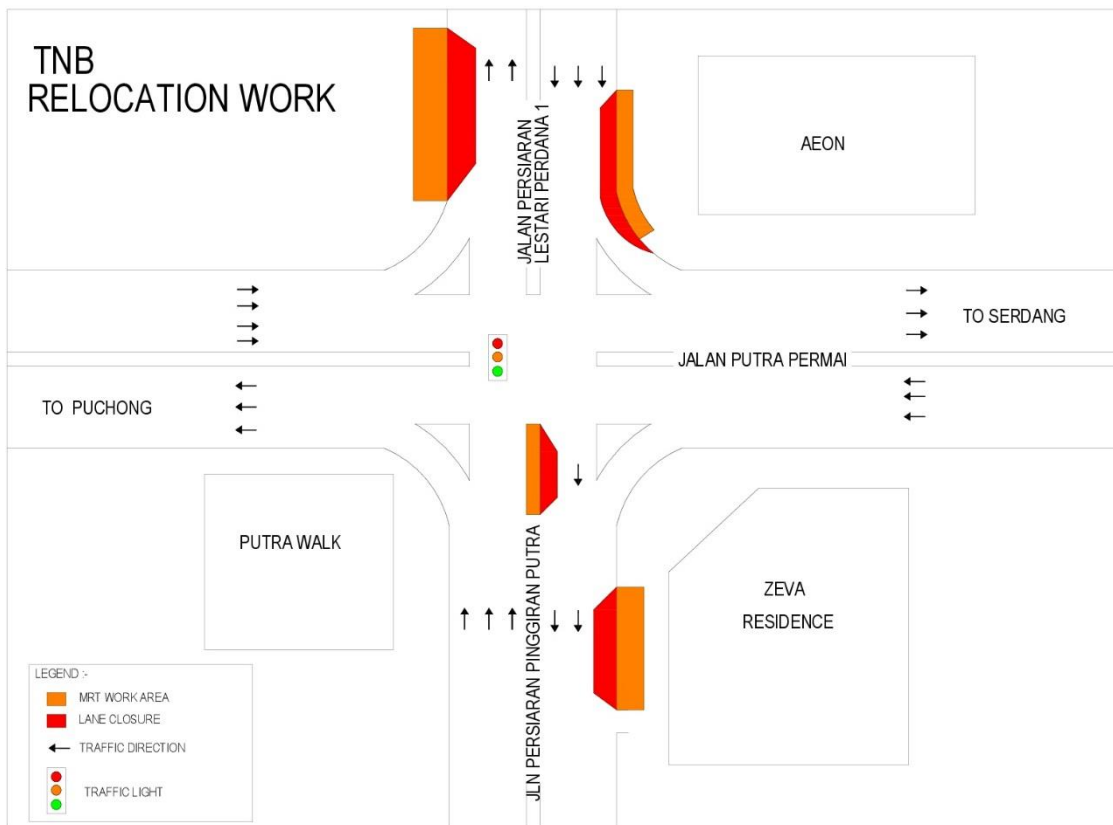 TNB
RELOCATION WORK
JALAN PERSIARAN
LESTARI PERDANA 1
AEON
TO SERDANG
JALAN PUTRA PERMAI
TO PUCHONG
PUTRA WALK
JLN PERSIARAN PINGGIRAN PUTRA
ZEVA
RESIDENCE
LEGEND :-
MRT WORK AREA
LANE CLOSURE
TRAFFIC DIRECTION
TRAFFIC LIGHT